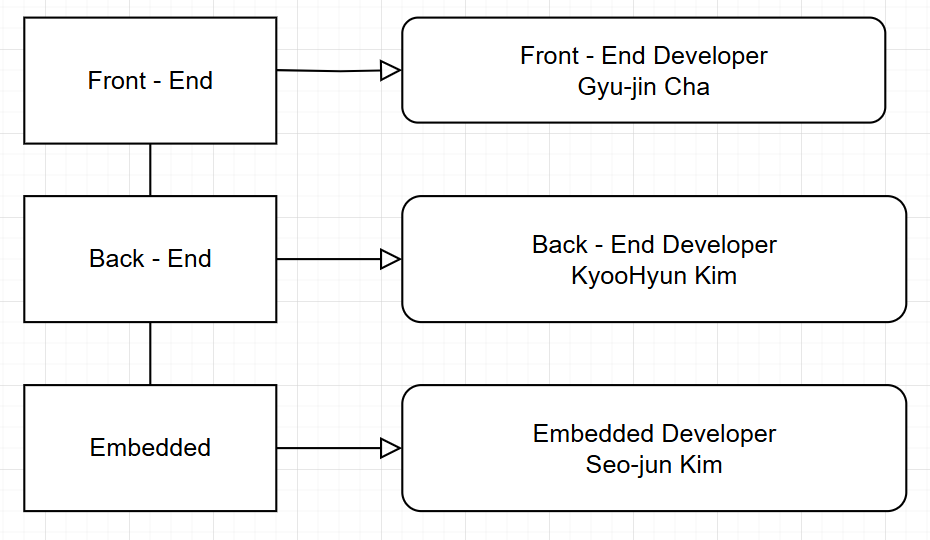 Front - End
Front - End Developer
Gyu-jin Cha
Back - End
Back - End Developer
KyooHyun Kim
Embedded
Embedded Developer
Seo-jun Kim